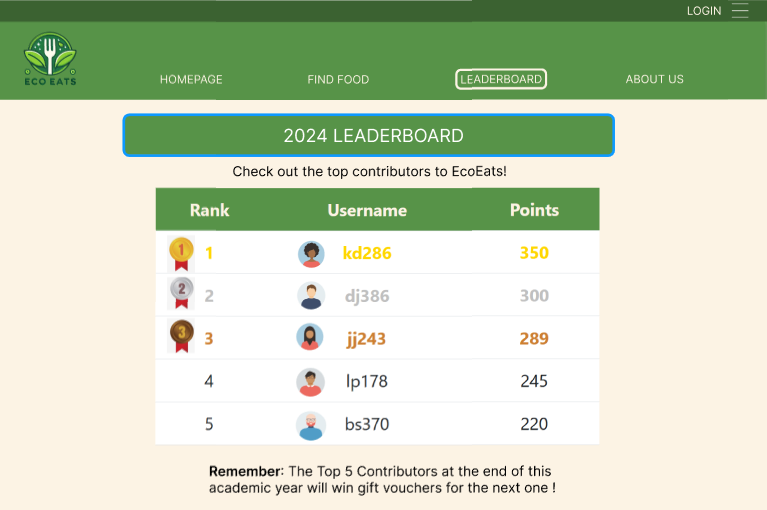 LOGIN
ECO EATS
HOMEPAGE FIND FOOD LEADERBOARD ABOUT US
2024 LEADERBOARD
Check out the top contributors to EcoEats!
Rank Username Points
1 1 kd286 350
2 2 dj386 300
3 3 jj243 289
4 lp178 245
5 bs370 220
Remember: The Top 5 Contributors at the end of this
academic year will win gift vouchers for the next one !